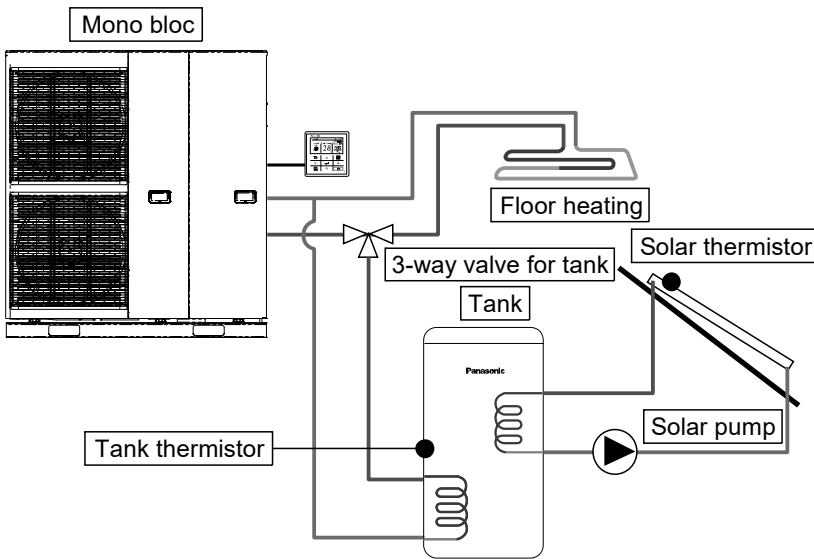 Mono bloc
Floor heating
Solar thermistor
3-way valve for tank
Tank
Panasonic
Tank thermistor
Solar pump